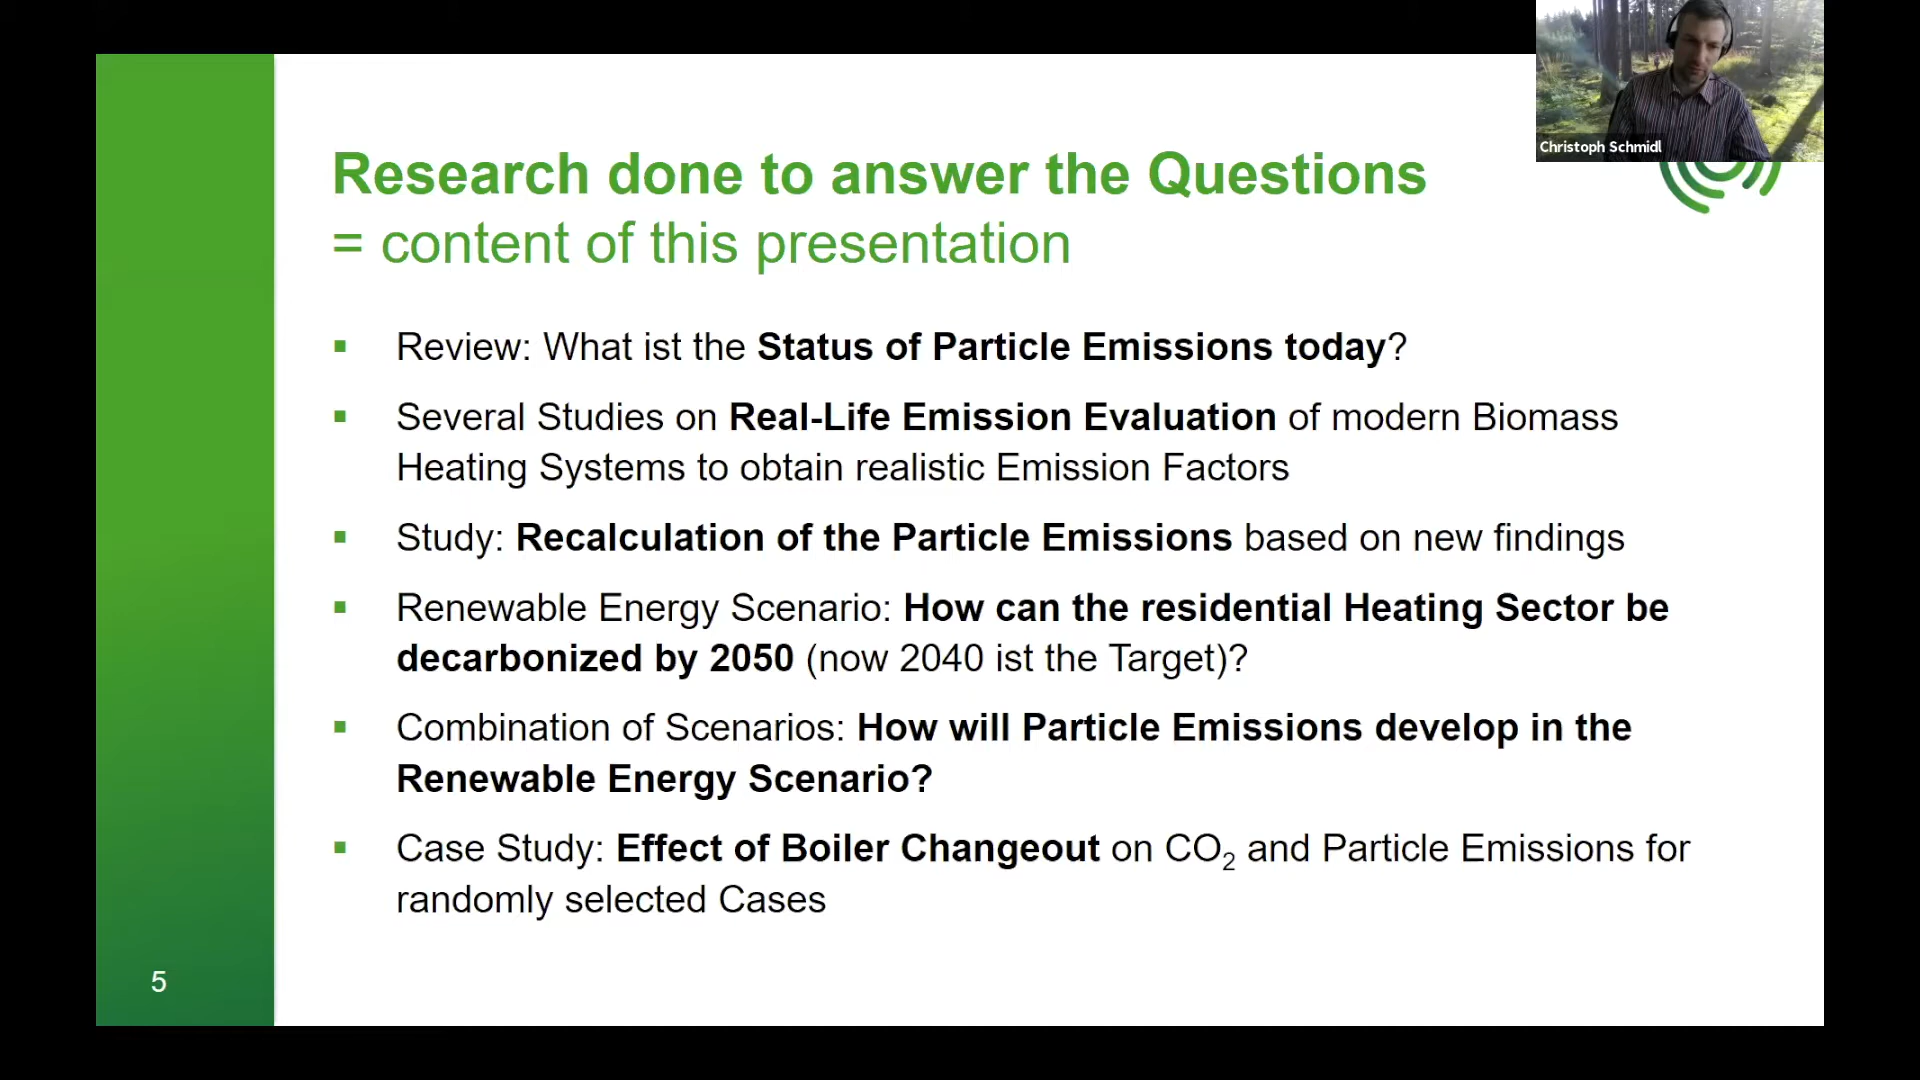 Christoph Schmidl
Research done to answer the Questions
= content of this presentation
▪ Review: What ist the Status of Particle Emissions today?
▪ Several Studies on Real-Life Emission Evaluation of modern Biomass
Heating Systems to obtain realistic Emission Factors
▪ Study: Recalculation of the Particle Emissions based on new findings
▪ Renewable Energy Scenario: How can the residential Heating Sector be
decarbonized by 2050 (now 2040 ist the Target)?
▪ Combination of Scenarios: How will Particle Emissions develop in the
Renewable Energy Scenario?
▪ Case Study: Effect of Boiler Changeout on CO₂ and Particle Emissions for
randomly selected Cases
5